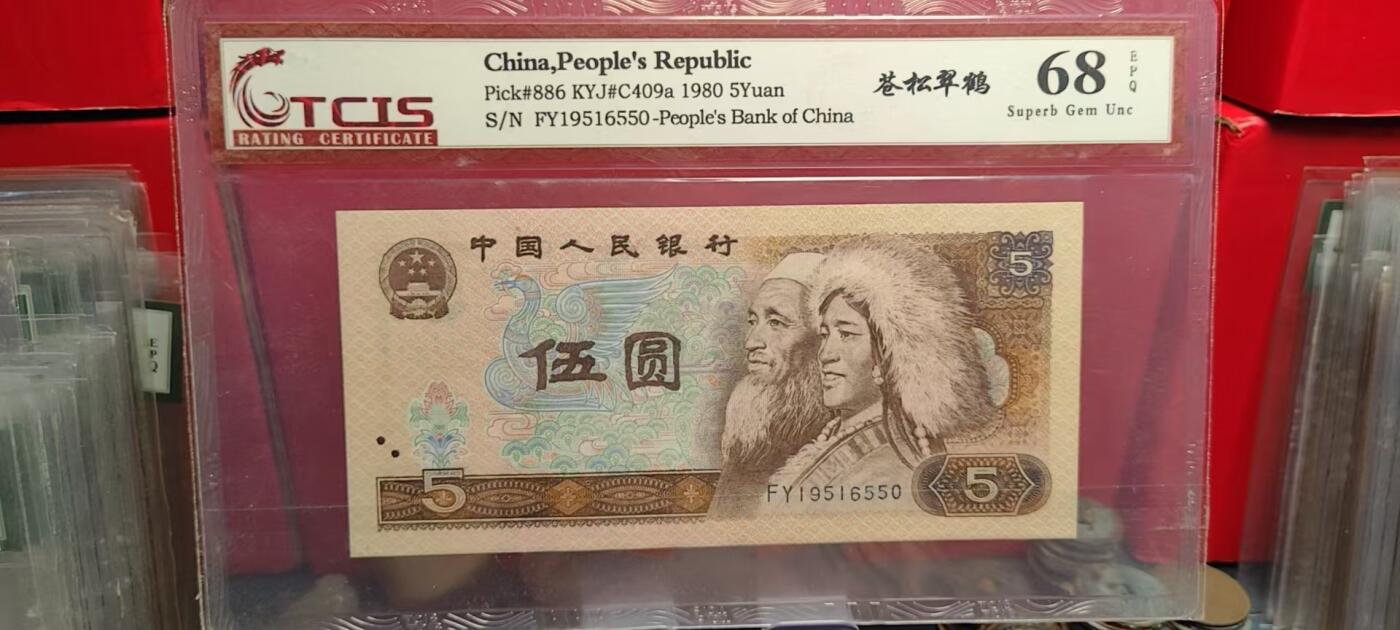 TCIS
RATING CERTIFICATE
China,People's Republic
Pick#886 KYJ#C409a 1980 5Yuan
S/N FY19516550-People's Bank of China
苍松翠鹤
68
EPQ
Superb Gem Unc
中国人民银行
5
伍圆
5
FY19516550
5
EPQ